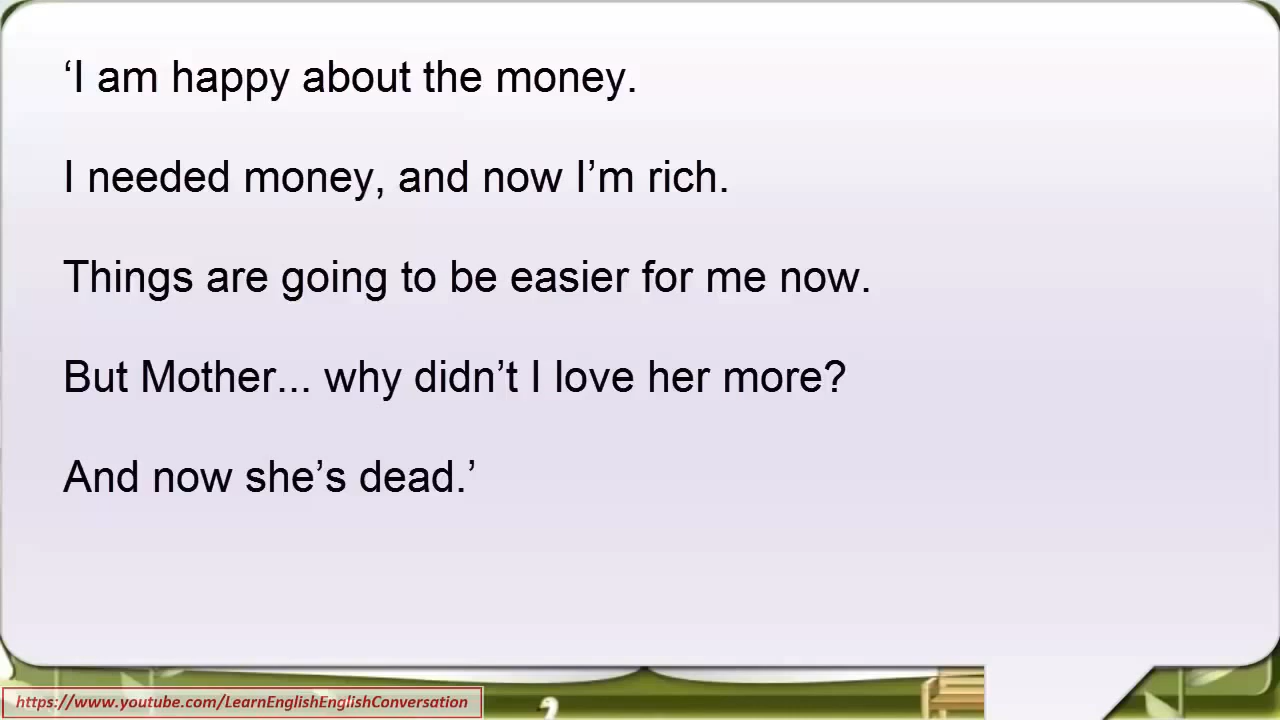 ‘I am happy about the money.
I needed money, and now I’m rich.
Things are going to be easier for me now.
But Mother... why didn’t I love her more?
And now she’s dead.’
https://www.youtube.com/LearnEnglishEnglishConversation